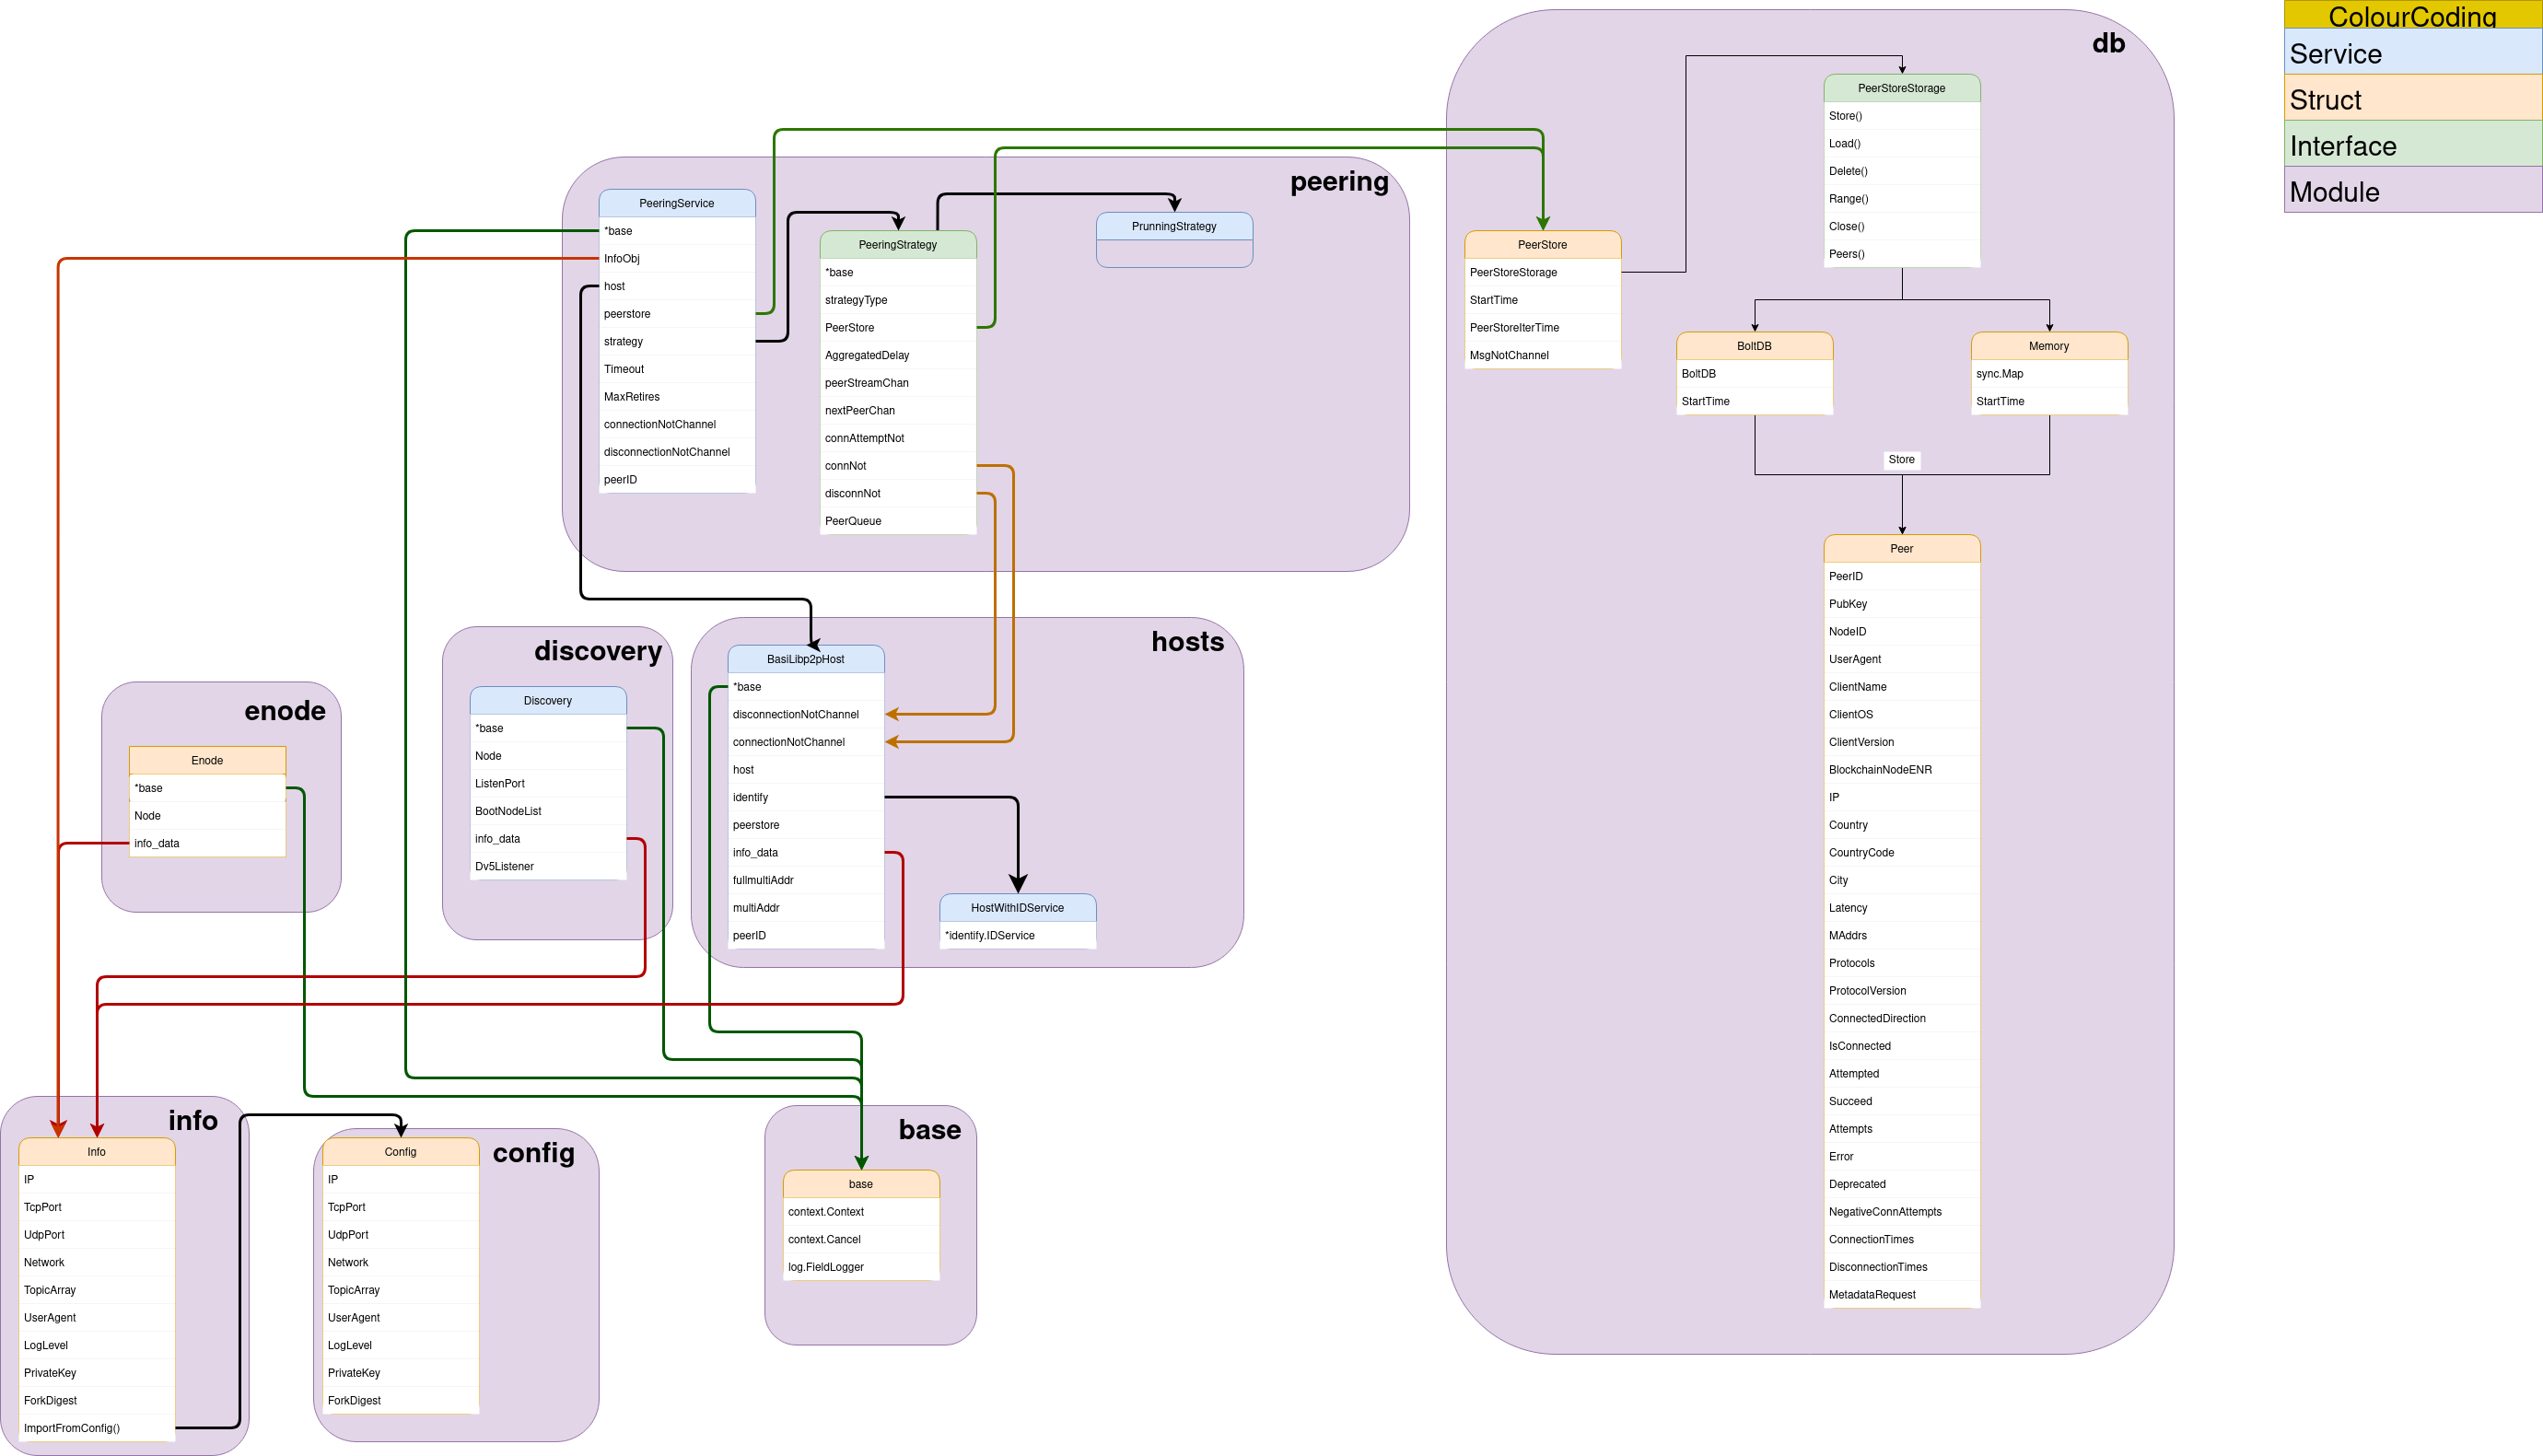 ColourCoding
Service
Struct
Interface
Module
db
PeerStoreStorage
Store()
Load()
Delete()
Range()
Close()
Peers()
PeerStore
PeerStoreStorage
StartTime
PeerStoreIterTime
MsgNotChannel
BoltDB
BoltDB
StartTime
Memory
sync.Map
StartTime
Store
Peer
PeerID
PubKey
NodeID
UserAgent
ClientName
ClientOS
ClientVersion
BlockchainNodeENR
IP
Country
CountryCode
City
Latency
MAddrs
Protocols
ProtocolVersion
ConnectedDirection
IsConnected
Attempted
Succeed
Attempts
Error
Deprecated
NegativeConnAttempts
ConnectionTimes
DisconnectionTimes
MetadataRequest
peering
PeeringService
*base
InfoObj
host
peerstore
strategy
Timeout
MaxRetires
connectionNotChannel
disconnectionNotChannel
peerID
PeeringStrategy
*base
strategyType
PeerStore
AggregatedDelay
peerStreamChan
nextPeerChan
connAttemptNot
connNot
disconnNot
PeerQueue
PrunningStrategy
hosts
BasiLibp2pHost
*base
disconnectionNotChannel
connectionNotChannel
host
identify
peerstore
info_data
fullmultiAddr
multiAddr
peerID
HostWithIDService
*identify.IDService
discovery
Discovery
*base
Node
ListenPort
BootNodeList
info_data
Dv5Listener
enode
Enode
*base
Node
info_data
info
Info
IP
TcpPort
UdpPort
Network
TopicArray
UserAgent
LogLevel
PrivateKey
ForkDigest
ImportFromConfig()
config
Config
IP
TcpPort
UdpPort
Network
TopicArray
UserAgent
LogLevel
PrivateKey
ForkDigest
base
base
context.Context
context.Cancel
log.FieldLogger